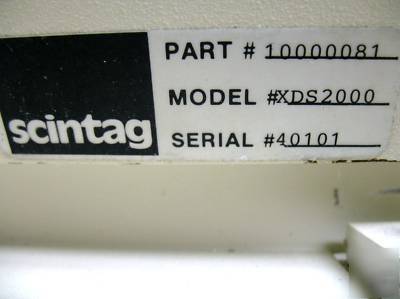 scintag
PART # 10000081
MODEL #XDS2000
SERIAL #40101